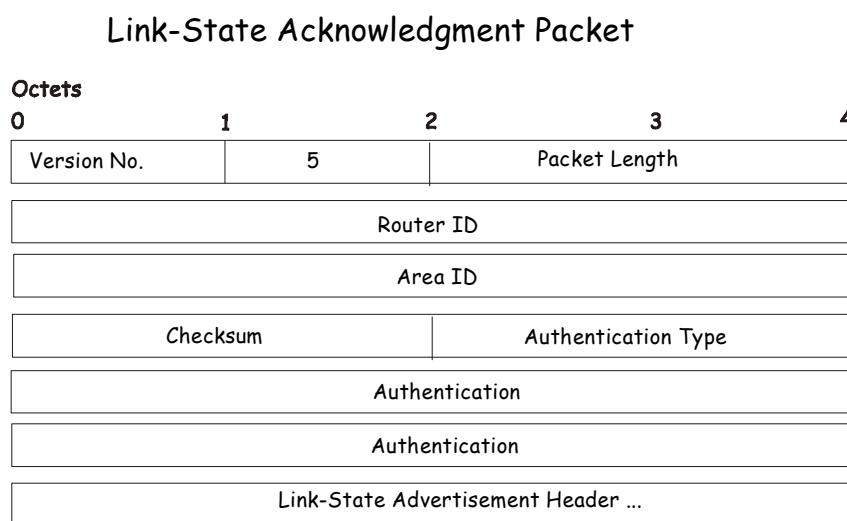 Link-State Acknowledgment Packet
Octets
0 1 2 3 4
Version No. 5 Packet Length
Router ID
Area ID
Checksum Authentication Type
Authentication
Authentication
Link-State Advertisement Header ...